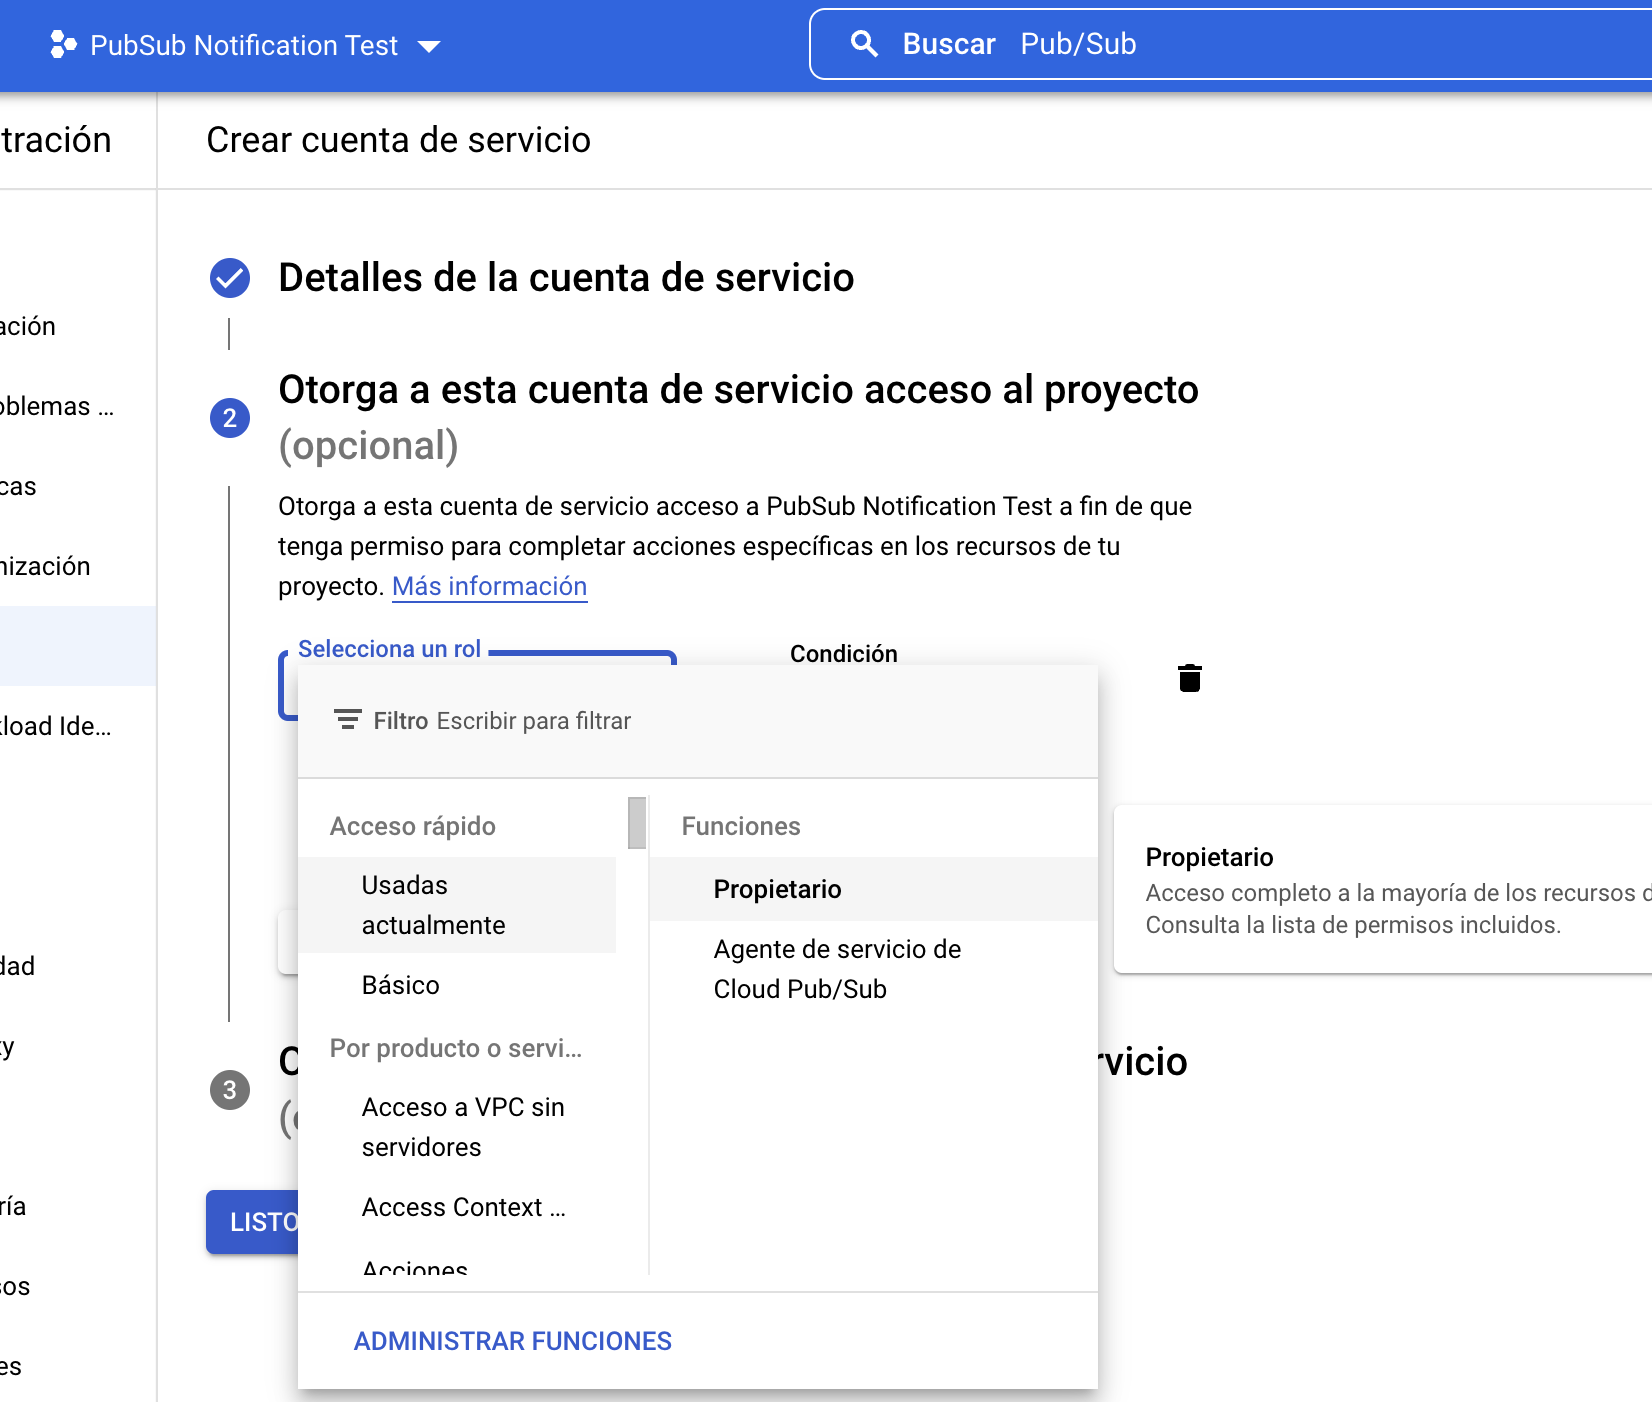 PubSub Notification Test
Buscar Pub/Sub
tración
Crear cuenta de servicio
Detalles de la cuenta de servicio
ación
2
Otorga a esta cuenta de servicio acceso al proyecto
(opcional)
oblemas ...
cas
Otorga a esta cuenta de servicio acceso a PubSub Notification Test a fin de que
tenga permiso para completar acciones específicas en los recursos de tu
proyecto. Más información
nización
Selecciona un rol
Condición
kload Ide...
Filtro Escribir para filtrar
Acceso rápido
Usadas
actualmente
Básico
Por producto o servi...
Acceso a VPC sin
servidores
Access Context ...
Acciones
Funciones
Propietario
Agente de servicio de
Cloud Pub/Sub
Propietario
Acceso completo a la mayoría de los recursos d
Consulta la lista de permisos incluidos.
dad
xy
3
rvicio
LISTO
ría
sos
es
ADMINISTRAR FUNCIONES